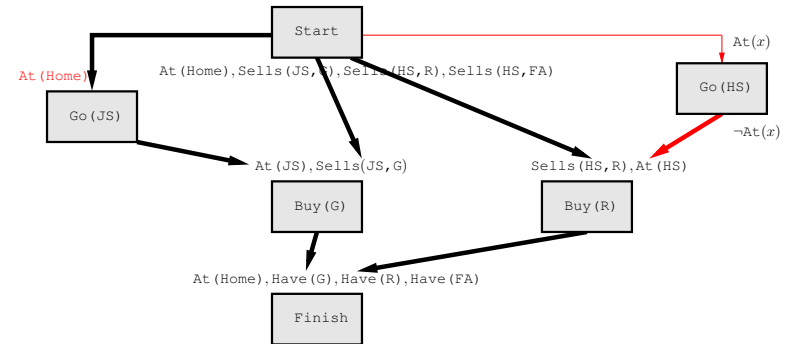 Start
At(x)
At(Home),Sells(JS,G),Sells(HS,R),Sells(HS,FA)
At(Home)
Go(HS)
Go(JS)
¬At(x)
At(JS),Sells(JS,G)
Sells(HS,R),At(HS)
Buy(G)
Buy(R)
At(Home),Have(G),Have(R),Have(FA)
Finish